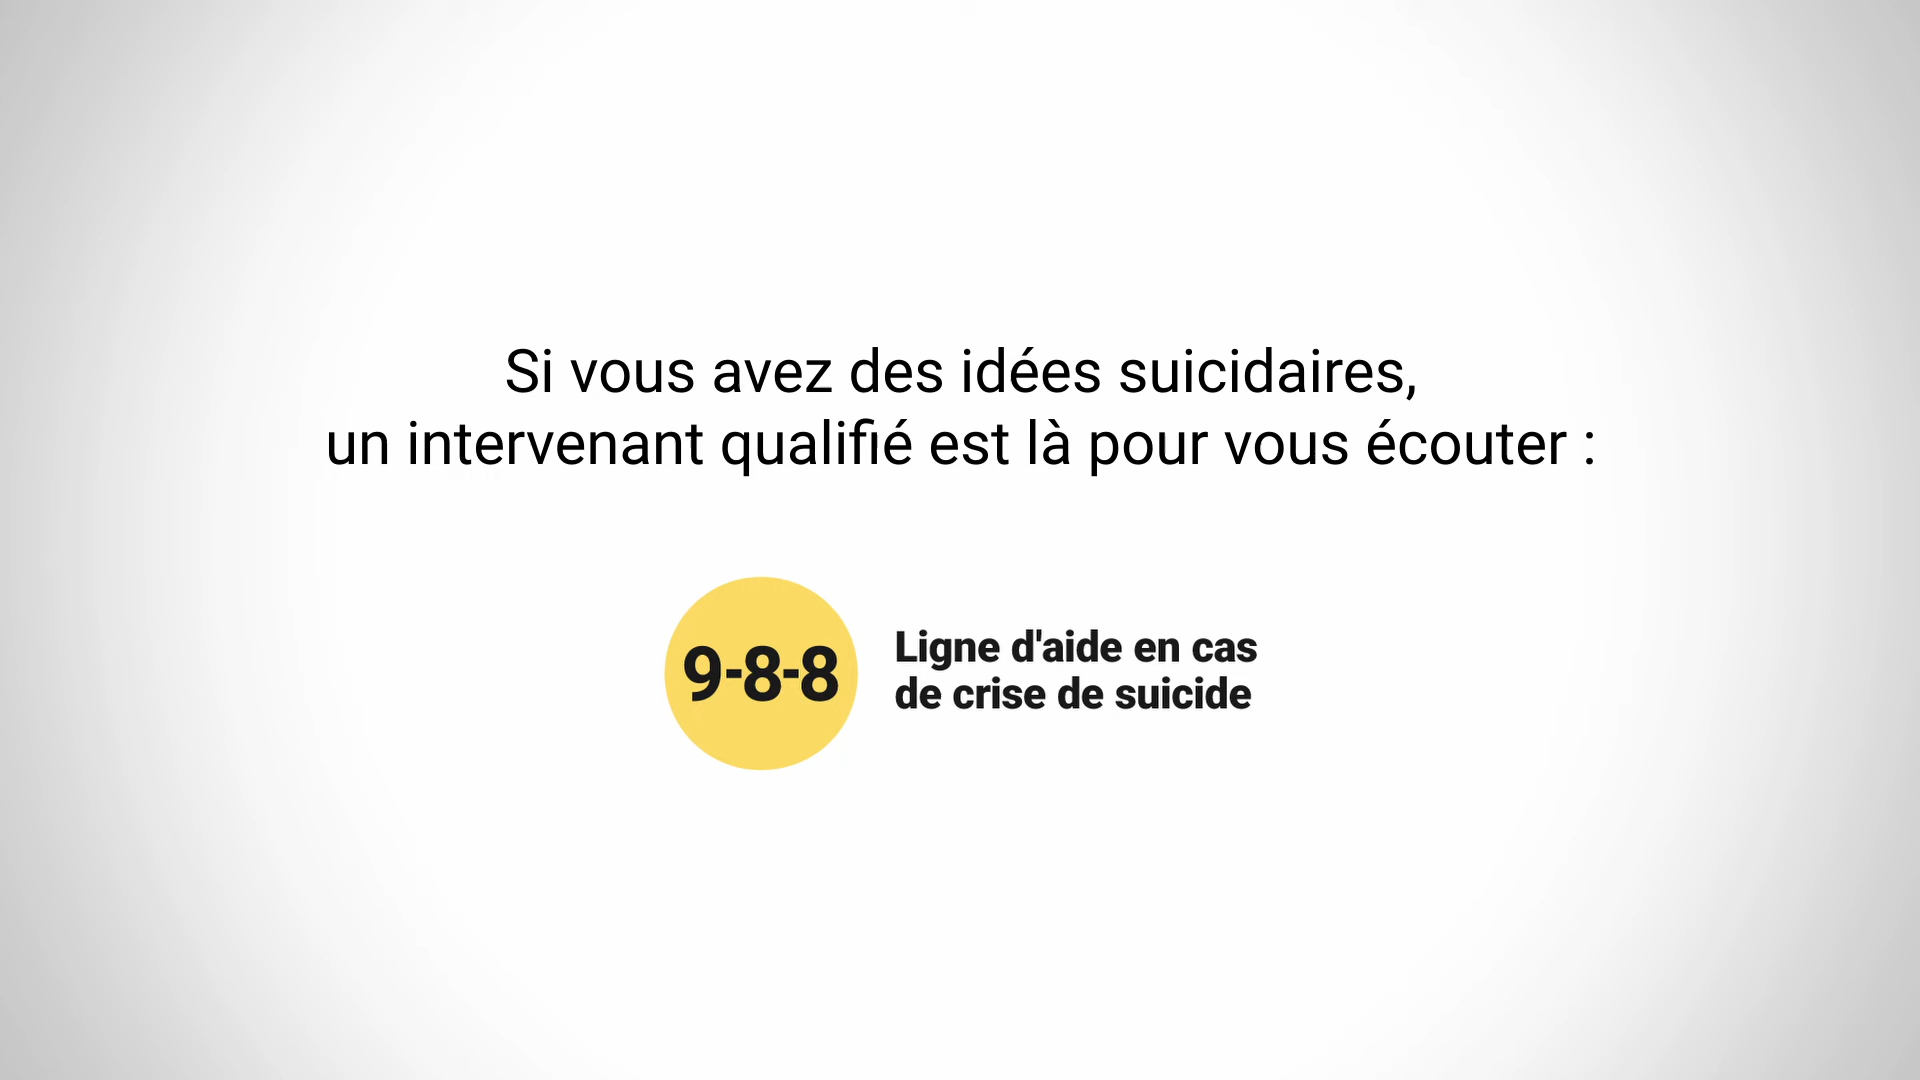 Si vous avez des idées suicidaires,
un intervenant qualifié est là pour vous écouter :
9-8-8
Ligne d'aide en cas
de crise de suicide